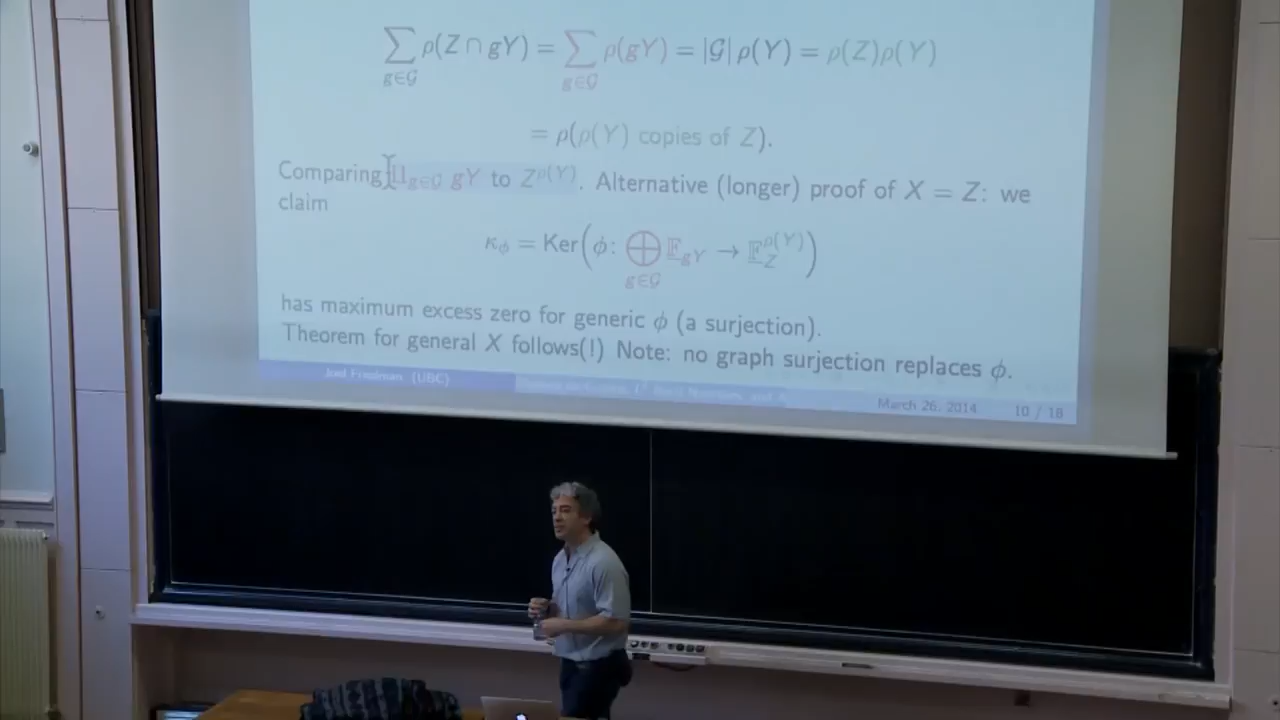 ∑_{g∈𝒢} ρ(Z ∩ gY) = ∑_{g∈𝒢} ρ(gY) = |𝒢| ρ(Y) = ρ(Z)ρ(Y)
= ρ(ρ(Y) copies of Z).
Comparing ∐_{g∈𝒢} gY to Z^{ρ(Y)}. Alternative (longer) proof of X = Z: we
claim
κ_ϕ = Ker(ϕ: ⊕_{g∈𝒢} 𝔽_{gY} → 𝔽_Z^{ρ(Y)})
has maximum excess zero for generic ϕ (a surjection).
Theorem for general X follows(!) Note: no graph surjection replaces ϕ.
Joel Friedman (UBC)
March 26, 2014 10 / 18